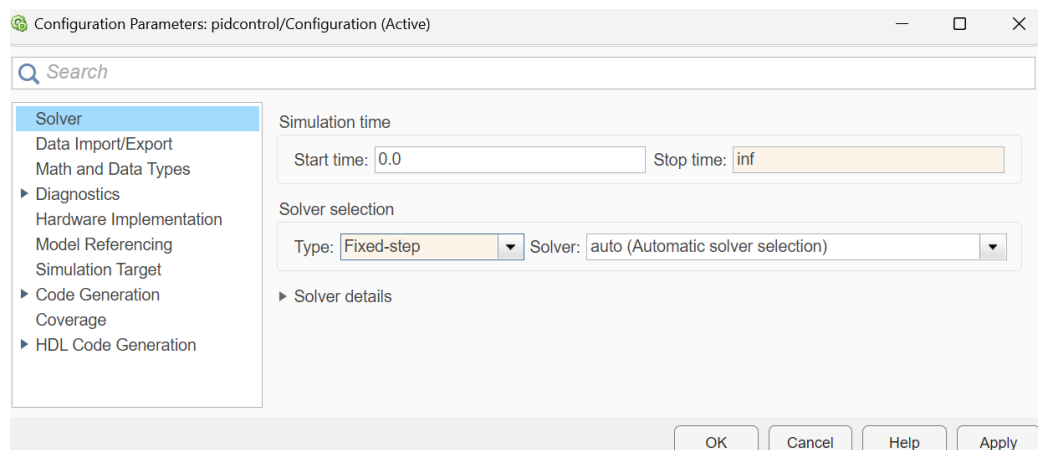 Configuration Parameters: pidcontrol/Configuration (Active)
Search
Solver
Data Import/Export
Math and Data Types
Diagnostics
Hardware Implementation
Model Referencing
Simulation Target
Code Generation
Coverage
HDL Code Generation
Simulation time
Start time: 0.0 Stop time: inf
Solver selection
Type: Fixed-step Solver: auto (Automatic solver selection)
Solver details
OK Cancel Help Apply